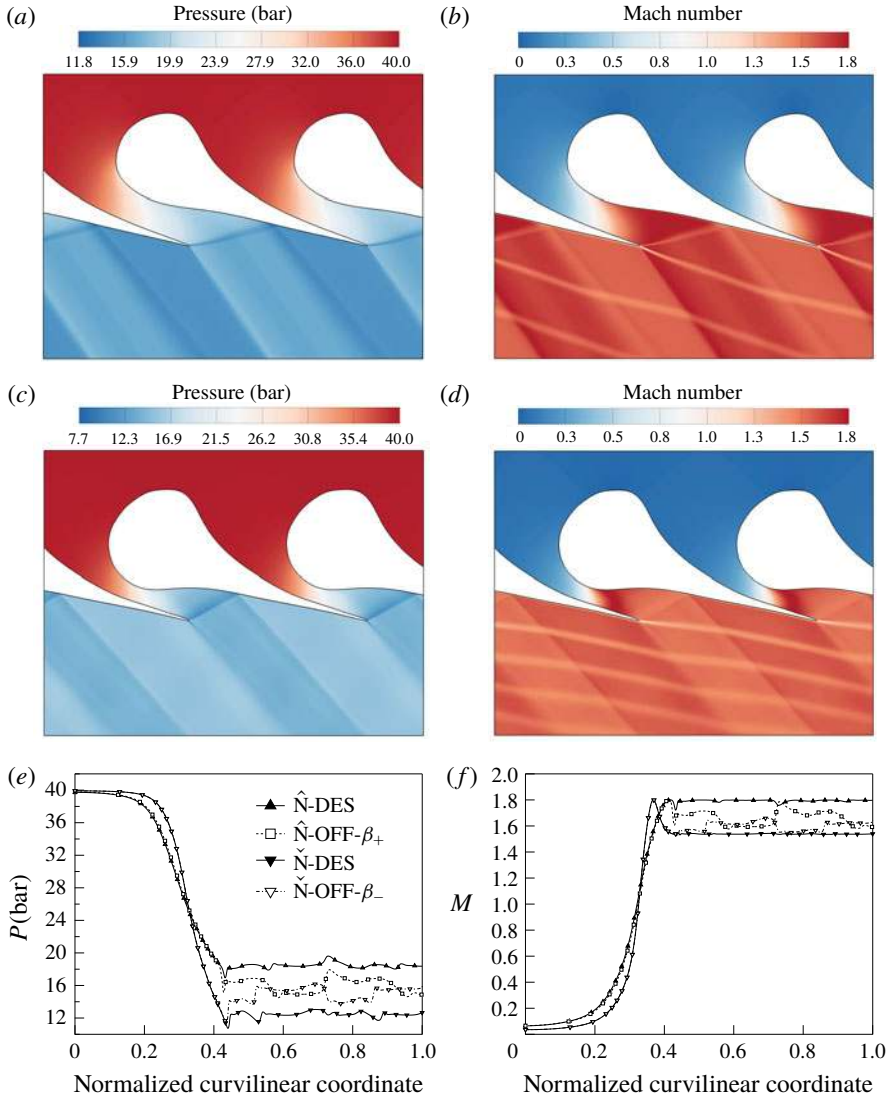 (a)
Pressure (bar)
11.8 15.9 19.9 23.9 27.9 32.0 36.0 40.0
(b)
Mach number
0 0.3 0.5 0.8 1.0 1.3 1.5 1.8
(c)
Pressure (bar)
7.7 12.3 16.9 21.5 26.2 30.8 35.4 40.0
(d)
Mach number
0 0.3 0.5 0.8 1.0 1.3 1.5 1.8
(e)
P(bar)
40
36
32
28
24
20
16
12
0 0.2 0.4 0.6 0.8 1.0
Normalized curvilinear coordinate
N̂-DES
N̂-OFF-β₊
Ň-DES
Ň-OFF-β₋
(f)
M
2.0
1.8
1.6
1.4
1.2
1.0
0.8
0.6
0.4
0.2
0 0.2 0.4 0.6 0.8 1.0
Normalized curvilinear coordinate